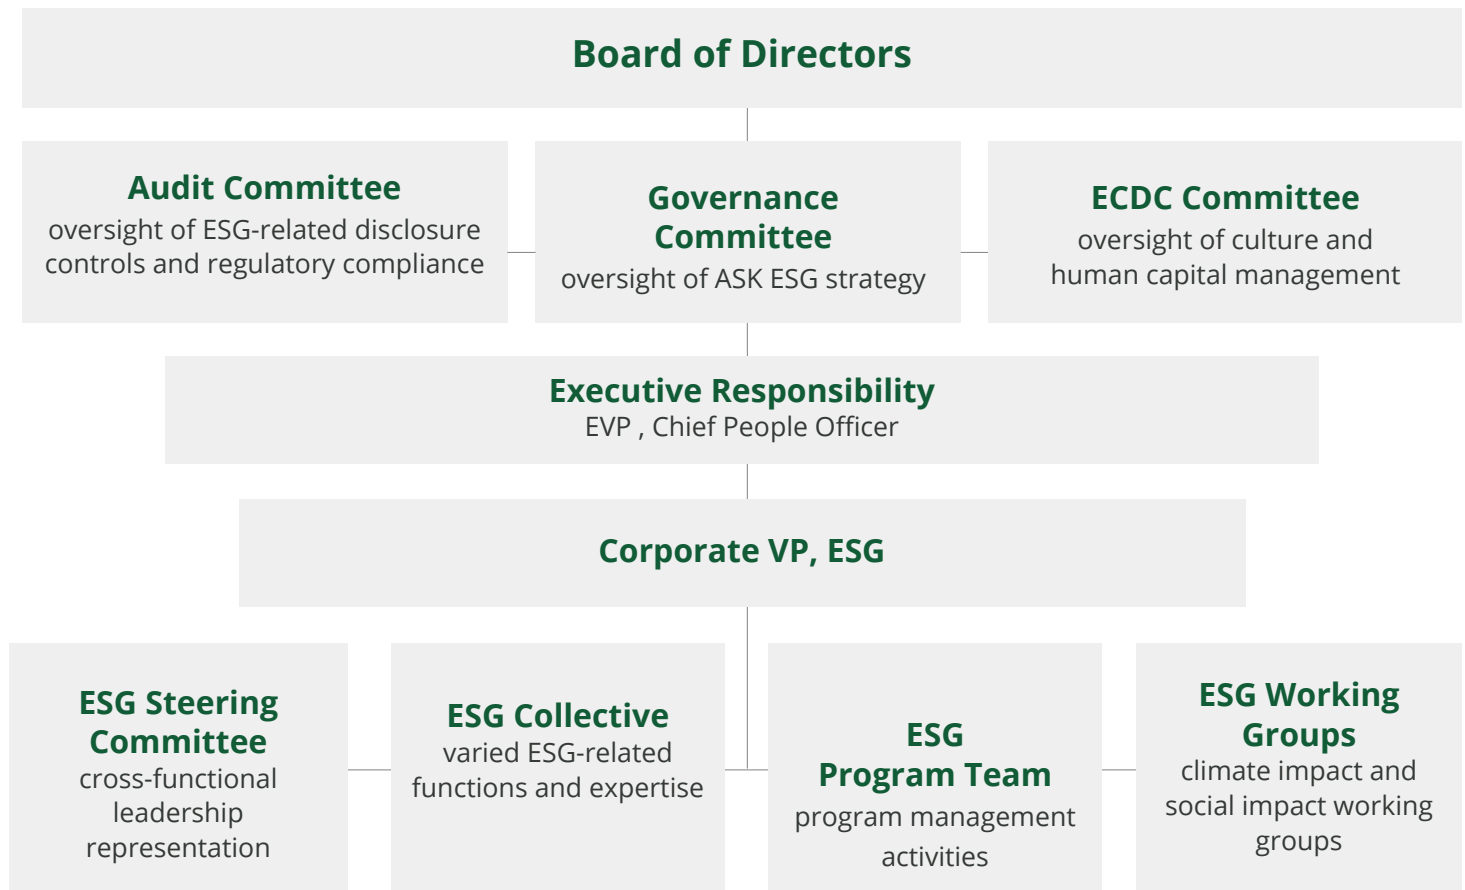 Board of Directors
Audit Committee
oversight of ESG-related disclosure
controls and regulatory compliance
Governance
Committee
oversight of ASK ESG strategy
ECDC Committee
oversight of culture and
human capital management
Executive Responsibility
EVP , Chief People Officer
Corporate VP, ESG
ESG Steering
Committee
cross-functional
leadership
representation
ESG Collective
varied ESG-related
functions and expertise
ESG
Program Team
program management
activities
ESG Working
Groups
climate impact and
social impact working
groups